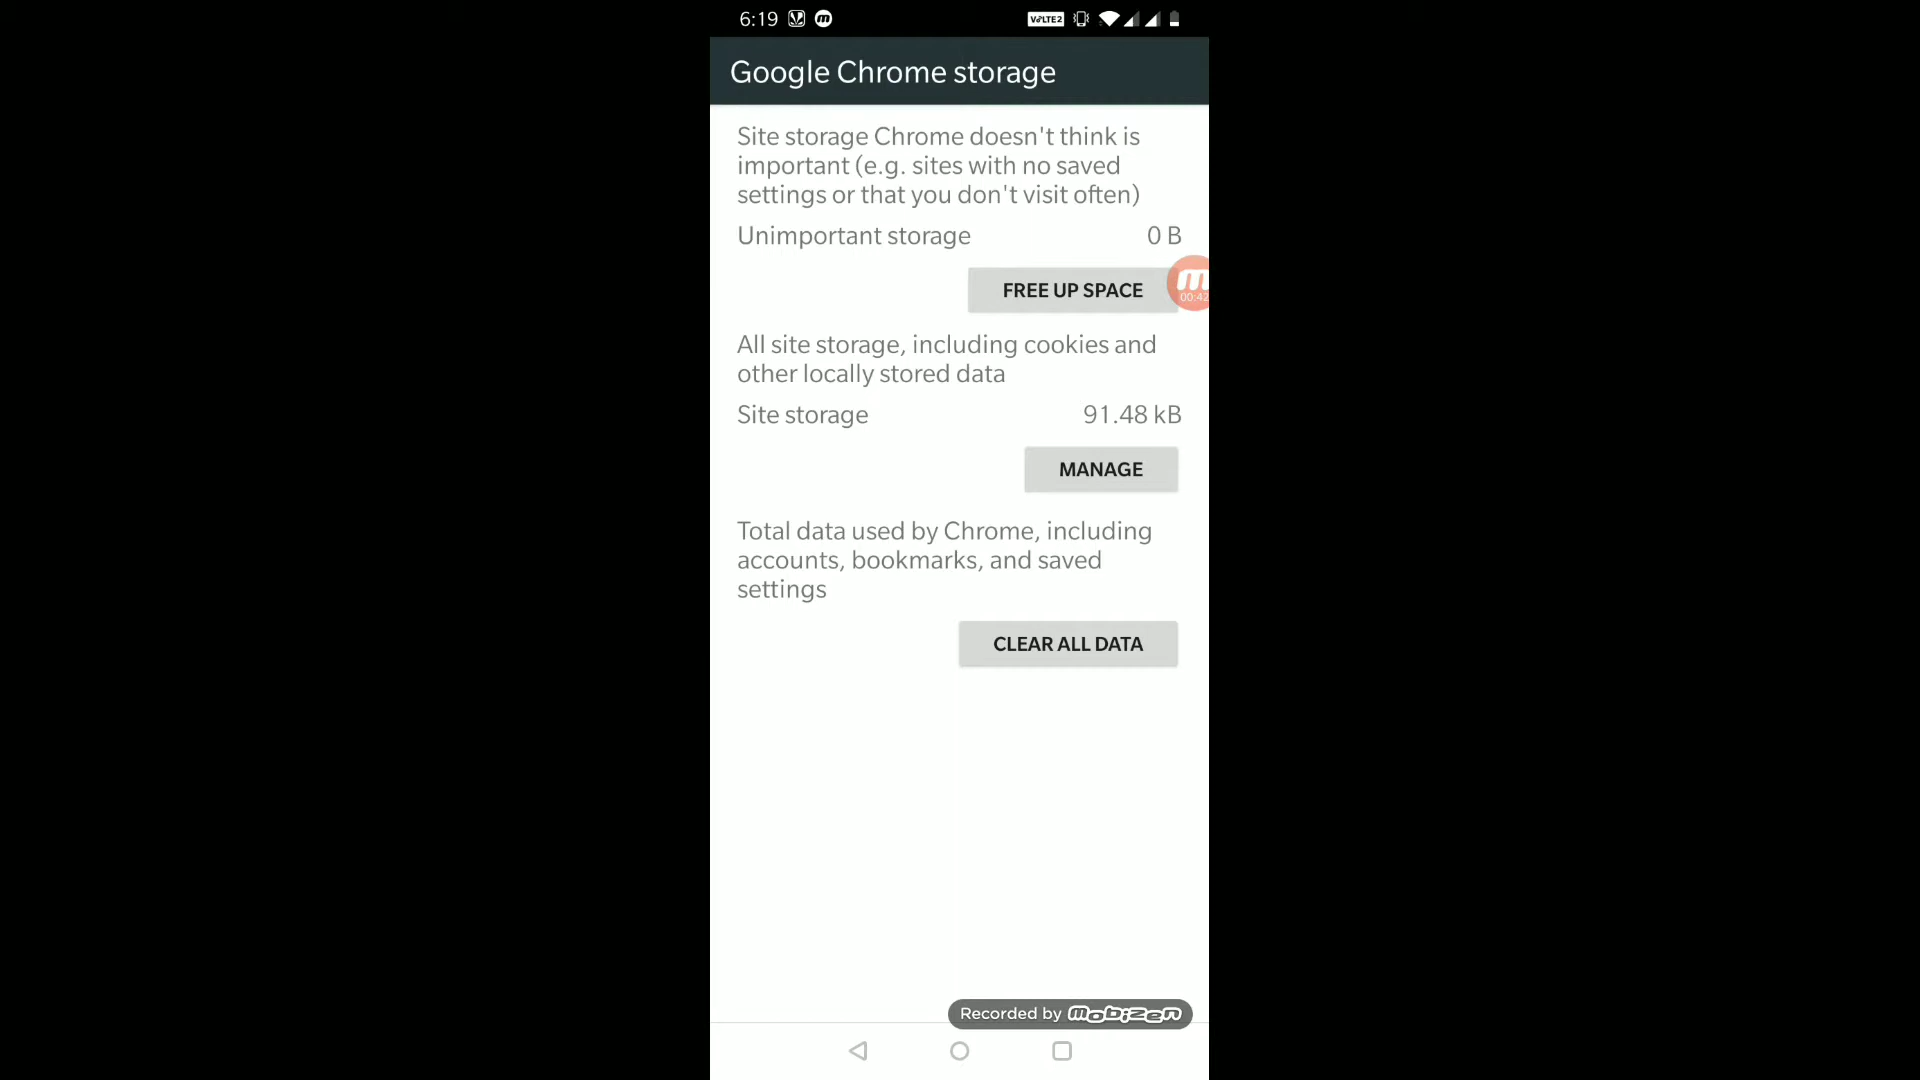 6:19 VoLTE2
Google Chrome storage
Site storage Chrome doesn't think is
important (e.g. sites with no saved
settings or that you don't visit often)
Unimportant storage 0 B
FREE UP SPACE
00:42
All site storage, including cookies and
other locally stored data
Site storage 91.48 kB
MANAGE
Total data used by Chrome, including
accounts, bookmarks, and saved
settings
CLEAR ALL DATA
Recorded by mobizen